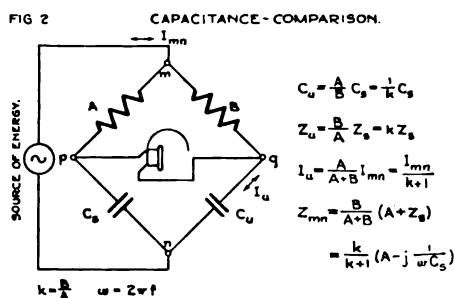 FIG 2 CAPACITANCE-COMPARISON.
I_mn
m
A
B
SOURCE OF ENERGY.
p
q
I_u
C_s
C_u
n
k = B/A ω = 2πf
C_u = A/B C_s = 1/k C_s
Z_u = B/A Z_s = k Z_s
I_u = A/(A+B) I_mn = I_mn/(k+1)
Z_mn = B/(A+B) (A+Z_s)
= k/(k+1) (A-j 1/(ωC_s))